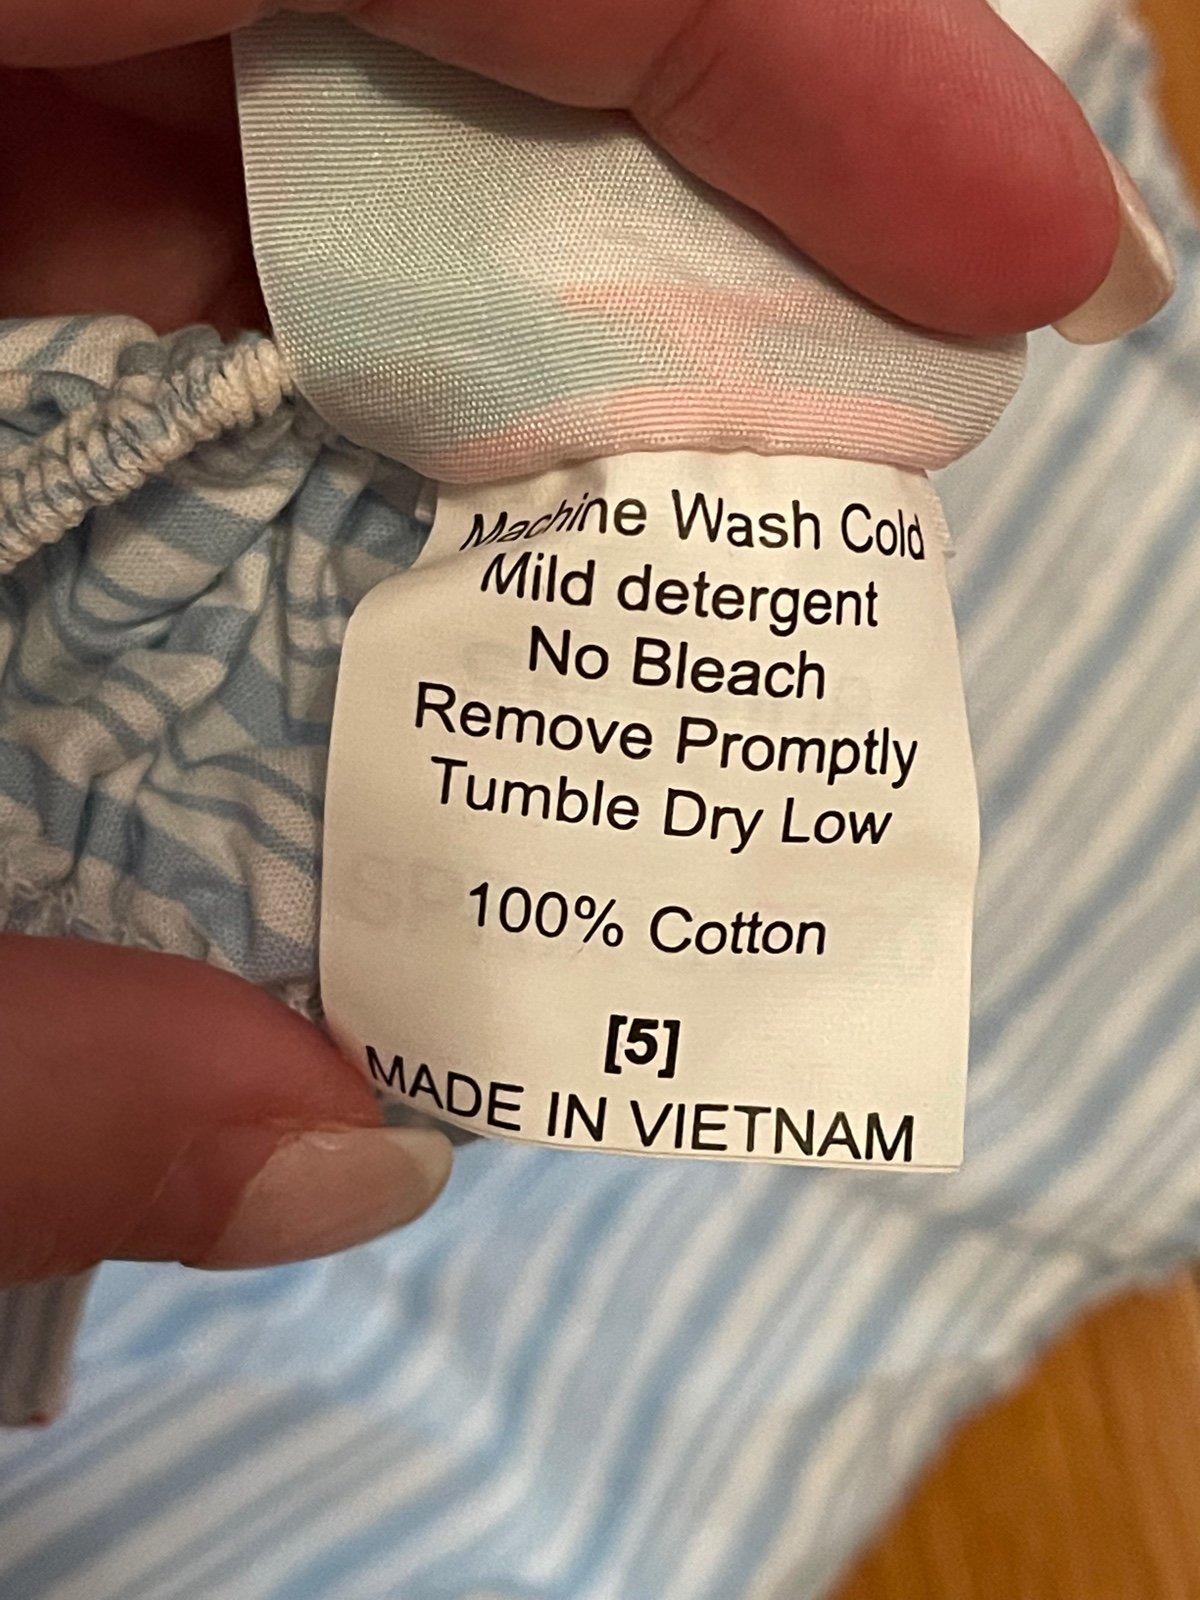 Machine Wash Cold
Mild detergent
No Bleach
Remove Promptly
Tumble Dry Low
100% Cotton
[5]
MADE IN VIETNAM